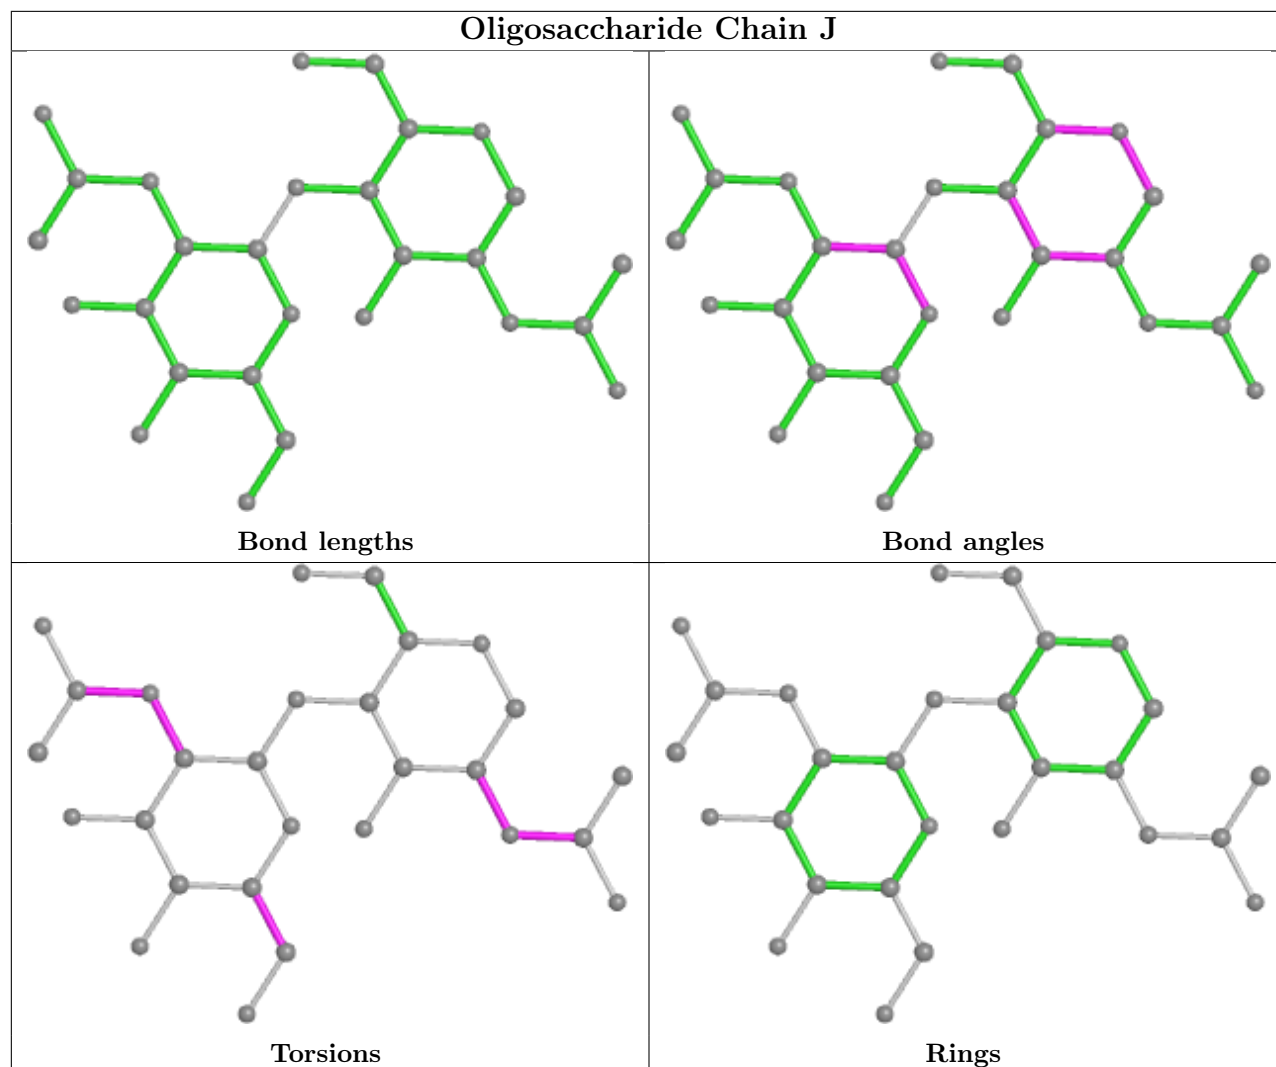 Oligosaccharide Chain J
Bond lengths
Bond angles
Torsions
Rings